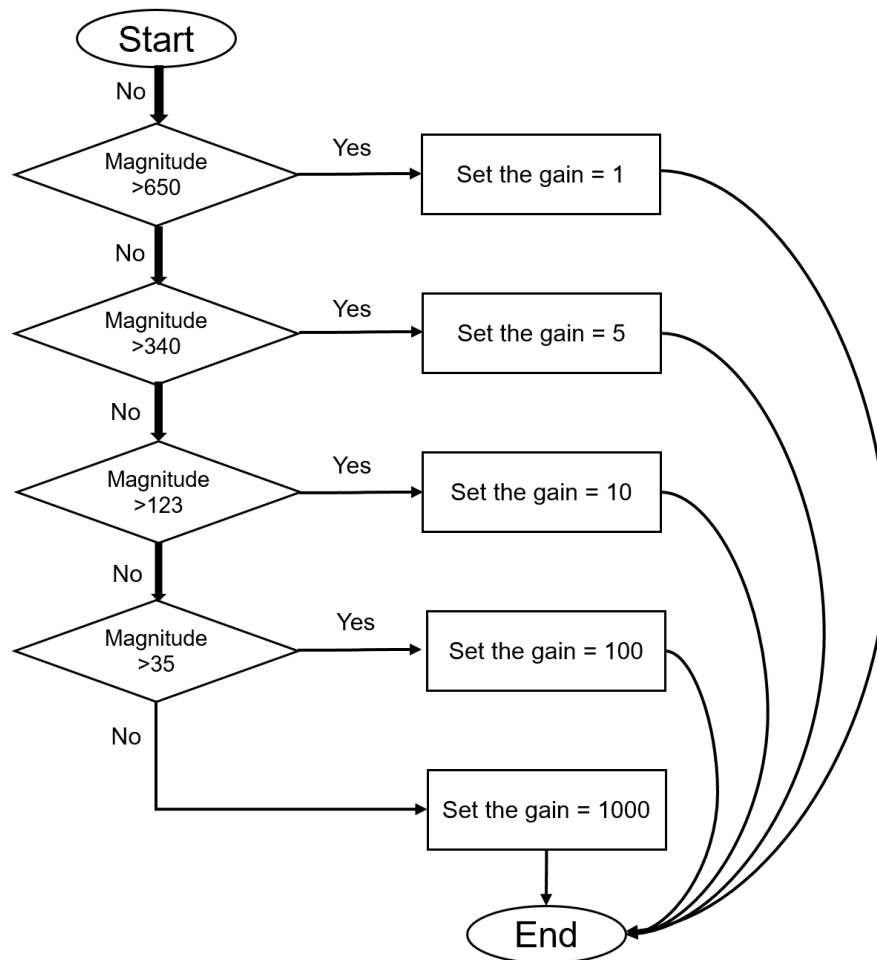 Start
No
Magnitude
>650
Yes
Set the gain = 1
No
Magnitude
>340
Yes
Set the gain = 5
No
Magnitude
>123
Yes
Set the gain = 10
No
Magnitude
>35
Yes
Set the gain = 100
No
Set the gain = 1000
End